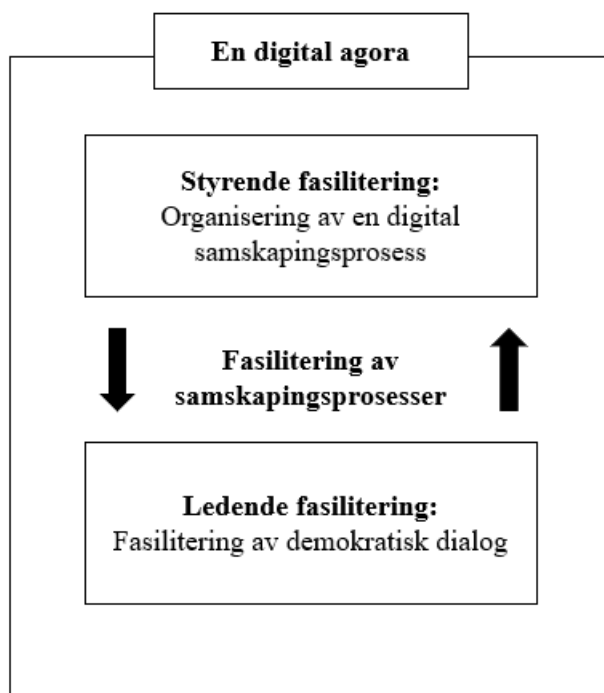 En digital agora
Styrende fasilitering:
Organisering av en digital
samskapingsprosess
Fasilitering av
samskapingsprosesser
Ledende fasilitering:
Fasilitering av demokratisk dialog